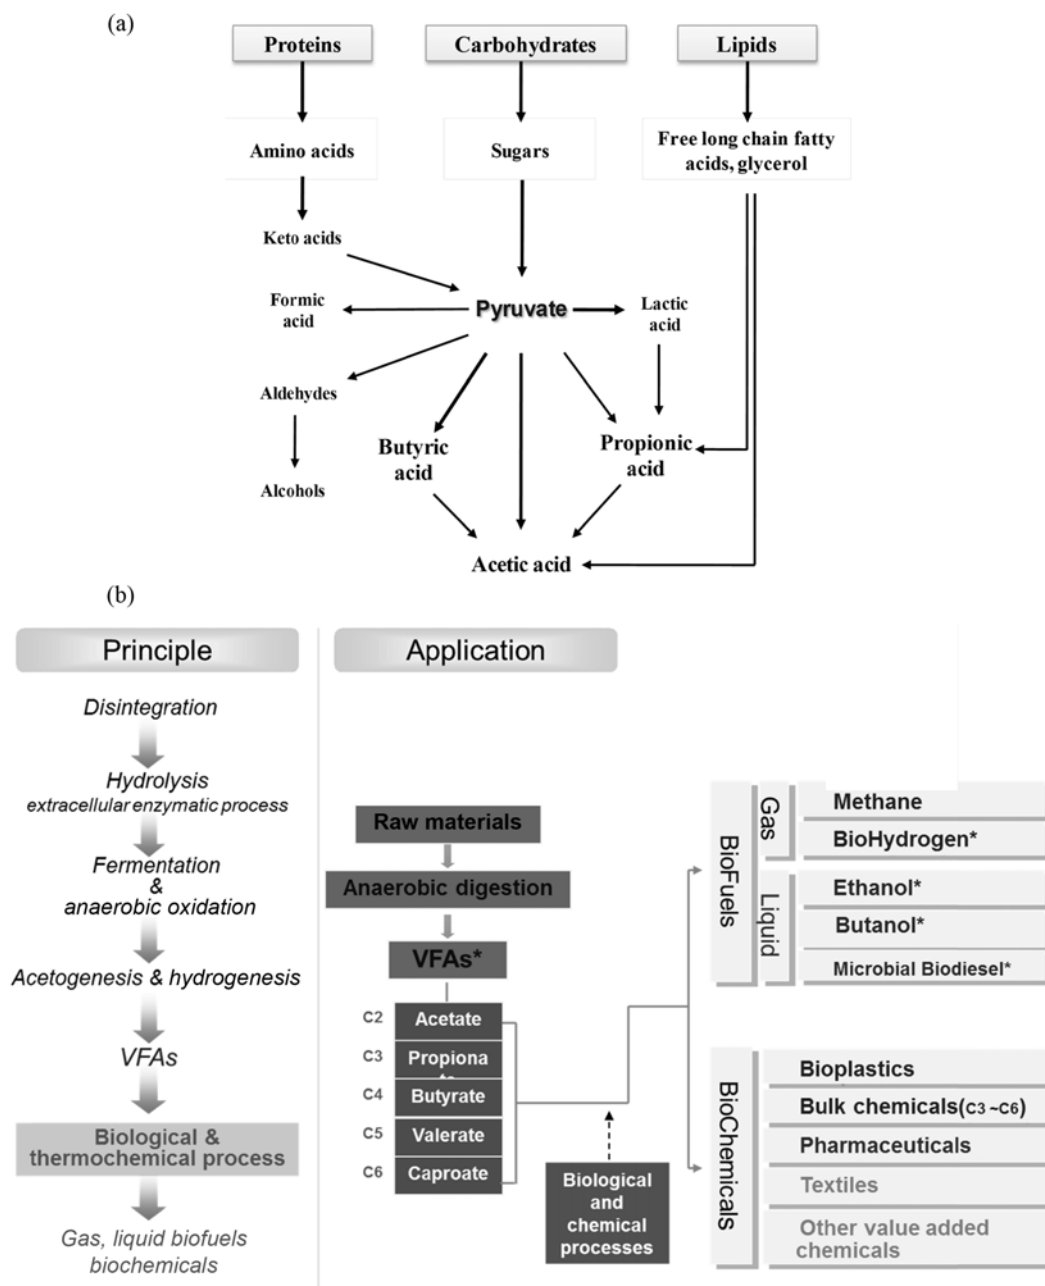 (a)
Proteins
Carbohydrates
Lipids
Amino acids
Sugars
Free long chain fatty
acids, glycerol
Keto acids
Formic
acid
Pyruvate
Lactic
acid
Aldehydes
Butyric
acid
Propionic
acid
Alcohols
Acetic acid
(b)
Principle
Disintegration
Hydrolysis
extracellular enzymatic process
Fermentation
&
anaerobic oxidation
Acetogenesis & hydrogenesis
VFAs
Biological &
thermochemical process
Gas, liquid biofuels
biochemicals
Application
Raw materials
Anaerobic digestion
VFAs*
C2 Acetate
C3 Propiona
te
C4 Butyrate
C5 Valerate
C6 Caproate
Biological
and
chemical
processes
BioFuels
Gas
Methane
BioHydrogen*
Liquid
Ethanol*
Butanol*
Microbial Biodiesel*
BioChemicals
Bioplastics
Bulk chemicals(C3 ~C6)
Pharmaceuticals
Textiles
Other value added
chemicals